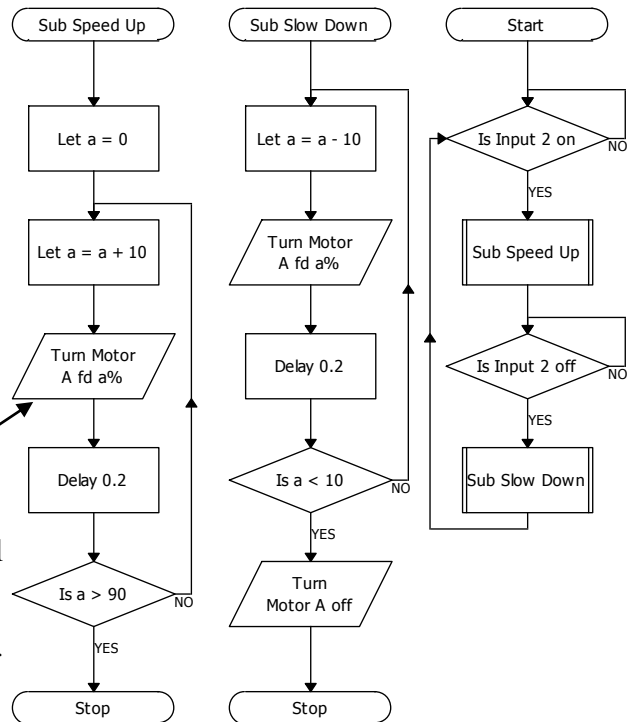 Sub Speed Up
Let a = 0
Let a = a + 10
Turn Motor
A fd a%
Delay 0.2
Is a > 90
NO
YES
Stop
Sub Slow Down
Let a = a - 10
Turn Motor
A fd a%
Delay 0.2
Is a < 10
NO
YES
Turn
Motor A off
Stop
Start
Is Input 2 on
NO
YES
Sub Speed Up
Is Input 2 off
NO
YES
Sub Slow Down